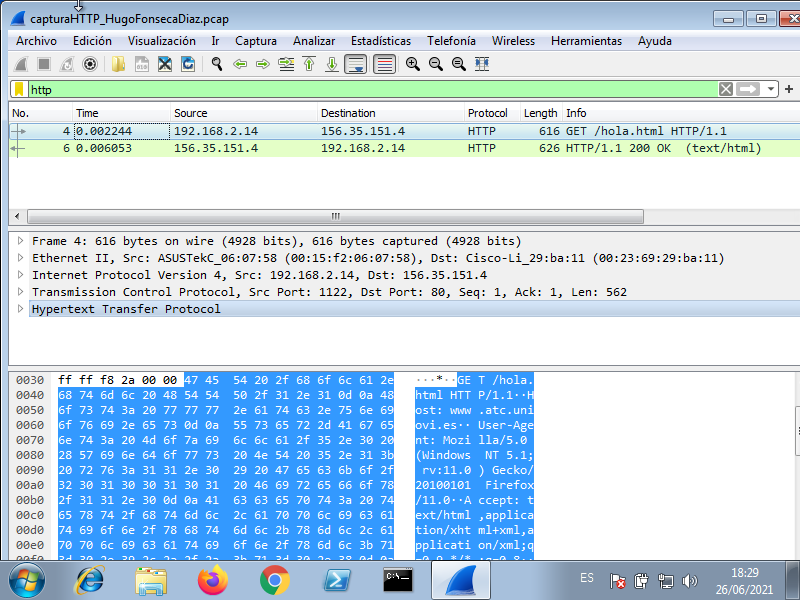 capturaHTTP_HugoFonsecaDiaz.pcap
Archivo Edición Visualización Ir Captura Analizar Estadísticas Telefonía Wireless Herramientas Ayuda
http
No. Time Source Destination Protocol Length Info
4 0.002244 192.168.2.14 156.35.151.4 HTTP 616 GET /hola.html HTTP/1.1
6 0.006053 156.35.151.4 192.168.2.14 HTTP 626 HTTP/1.1 200 OK (text/html)
Frame 4: 616 bytes on wire (4928 bits), 616 bytes captured (4928 bits)
Ethernet II, Src: ASUSTekC_06:07:58 (00:15:f2:06:07:58), Dst: Cisco-Li_29:ba:11 (00:23:69:29:ba:11)
Internet Protocol Version 4, Src: 192.168.2.14, Dst: 156.35.151.4
Transmission Control Protocol, Src Port: 1122, Dst Port: 80, Seq: 1, Ack: 1, Len: 562
Hypertext Transfer Protocol
0030 ff ff f8 2a 00 00 47 45 54 20 2f 68 6f 6c 61 2e ···*··GE T /hola.
0040 68 74 6d 6c 20 48 54 54 50 2f 31 2e 31 0d 0a 48 html HTT P/1.1··H
0050 6f 73 74 3a 20 77 77 77 2e 61 74 63 2e 75 6e 69 ost: www .atc.uni
0060 6f 76 69 2e 65 73 0d 0a 55 73 65 72 2d 41 67 65 ovi.es·· User-Age
0070 6e 74 3a 20 4d 6f 7a 69 6c 6c 61 2f 35 2e 30 20 nt: Mozi lla/5.0
0080 28 57 69 6e 64 6f 77 73 20 4e 54 20 35 2e 31 3b (Windows NT 5.1;
0090 20 72 76 3a 31 31 2e 30 29 20 47 65 63 6b 6f 2f rv:11.0 ) Gecko/
00a0 32 30 31 30 30 31 30 31 20 46 69 72 65 66 6f 78 20100101 Firefox
00b0 2f 31 31 2e 30 0d 0a 41 63 63 65 70 74 3a 20 74 /11.0··A ccept: t
00c0 65 78 74 2f 68 74 6d 6c 2c 61 70 70 6c 69 63 61 ext/html ,applica
00d0 74 69 6f 6e 2f 78 68 74 6d 6c 2b 78 6d 6c 2c 61 tion/xht ml+xml,a
00e0 70 70 6c 69 63 61 74 69 6f 6e 2f 78 6d 6c 3b 71 pplicati on/xml;q
C:\
ES
18:29
26/06/2021